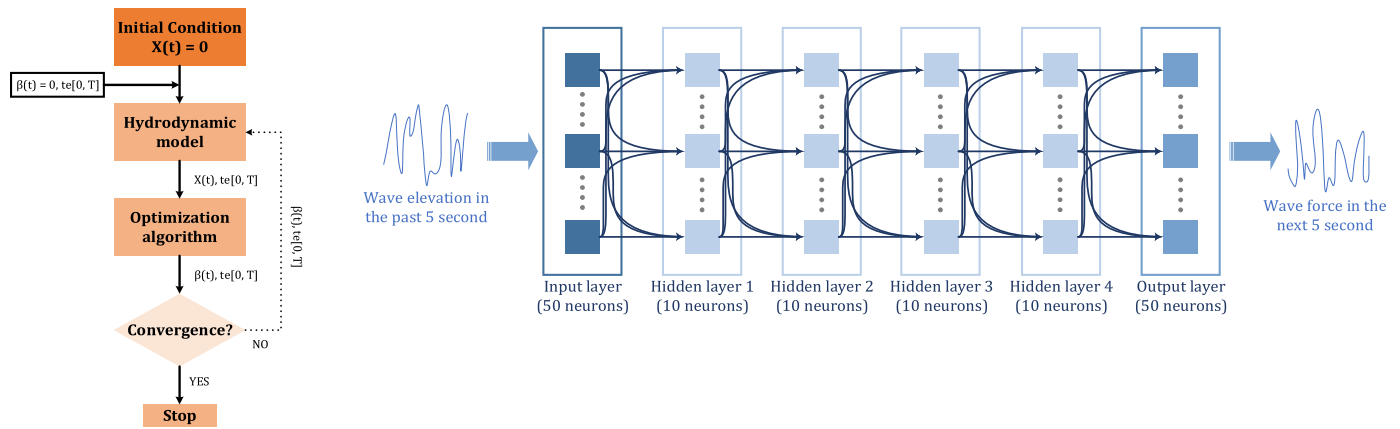 Initial Condition
X(t) = 0
β(t) = 0, te[0, T]
Hydrodynamic
model
X(t), te[0, T]
Optimization
algorithm
β(t), te[0, T]
β(t), te[0, T]
Convergence?
NO
YES
Stop
Wave elevation in
the past 5 second
Input layer
(50 neurons)
Hidden layer 1
(10 neurons)
Hidden layer 2
(10 neurons)
Hidden layer 3
(10 neurons)
Hidden layer 4
(10 neurons)
Output layer
(50 neurons)
Wave force in the
next 5 second